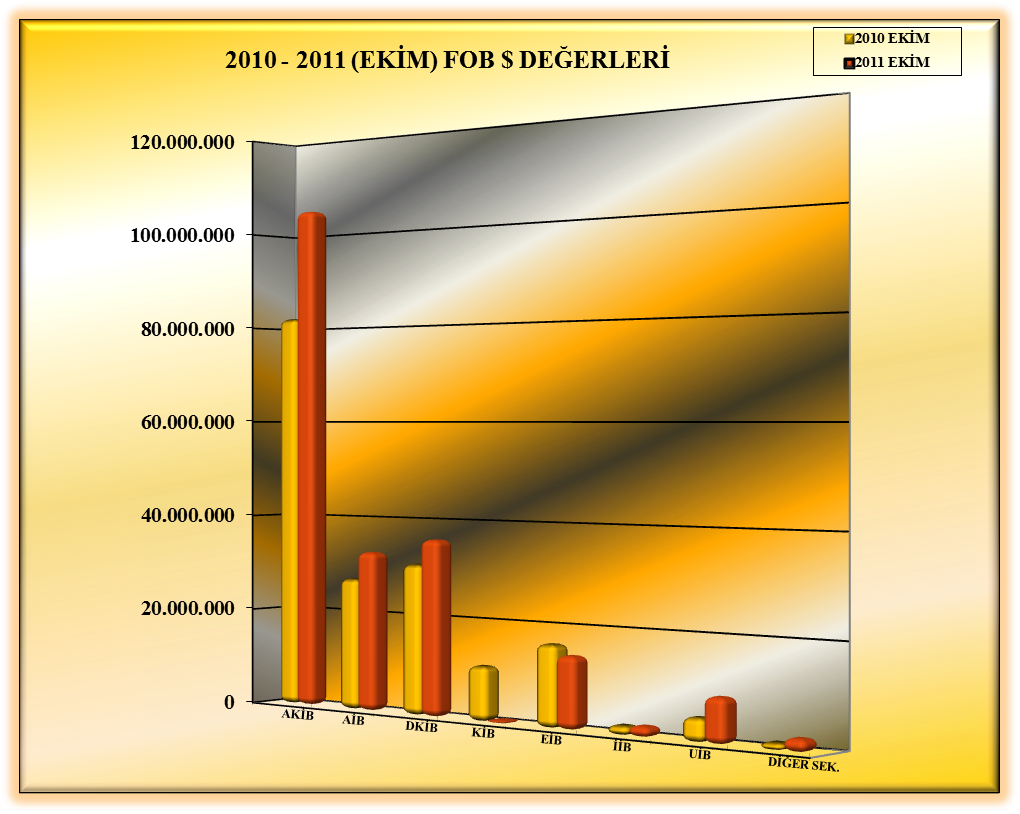 2010 - 2011 (EKİM) FOB $ DEĞERLERİ
2010 EKİM
2011 EKİM
120.000.000
100.000.000
80.000.000
60.000.000
40.000.000
20.000.000
0
AKİB
AİB
DKİB
KİB
EİB
İİB
UİB
DİĞER SEK.